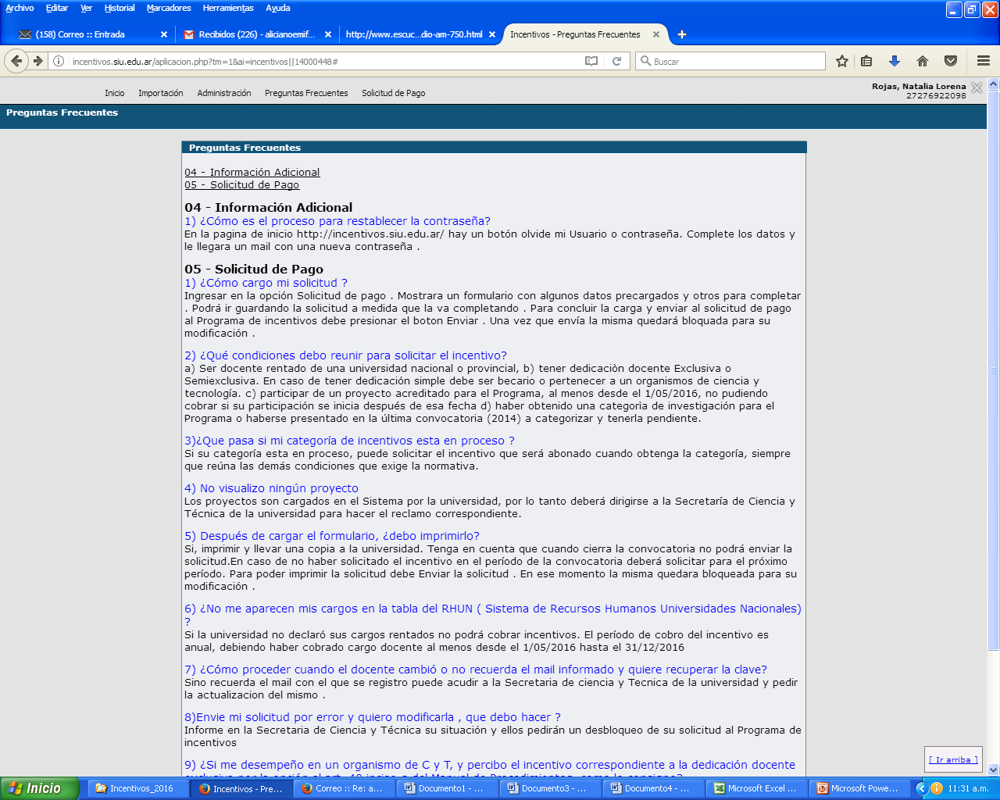 Archivo Editar Ver Historial Marcadores Herramientas Ayuda
(158) Correo :: Entrada Recibidos (226) - alicianoemif... http://www.escuc...dio-am-750.html Incentivos - Preguntas Frecuentes
incentivos.siu.edu.ar/aplicacion.php?tm=1&ai=incentivos||14000448# Buscar
Inicio Importación Administración Preguntas Frecuentes Solicitud de Pago
Rojas, Natalia Lorena
27276922098
Preguntas Frecuentes
Preguntas Frecuentes
04 - Información Adicional
05 - Solicitud de Pago
04 - Información Adicional
1) ¿Cómo es el proceso para restablecer la contraseña?
En la pagina de inicio http://incentivos.siu.edu.ar/ hay un botón olvide mi Usuario o contraseña. Complete los datos y
le llegara un mail con una nueva contraseña .
05 - Solicitud de Pago
1) ¿Cómo cargo mi solicitud ?
Ingresar en la opción Solicitud de pago . Mostrara un formulario con algunos datos precargados y otros para completar
. Podrá ir guardando la solicitud a medida que la va completando . Para concluir la carga y enviar al solicitud de pago
al Programa de incentivos debe presionar el boton Enviar . Una vez que envía la misma quedará bloquada para su
modificación .
2) ¿Qué condiciones debo reunir para solicitar el incentivo?
a) Ser docente rentado de una universidad nacional o provincial, b) tener dedicaciòn docente Exclusiva o
Semiexclusiva. En caso de tener dedicación simple debe ser becario o pertenecer a un organismos de ciencia y
tecnología. c) participar de un proyecto acreditado para el Programa, al menos desde el 1/05/2016, no pudiendo
cobrar si su participación se inicia después de esa fecha d) haber obtenido una categorìa de investigación para el
Programa o haberse presentado en la última convocatoria (2014) a categorizar y tenerla pendiente.
3)¿Que pasa si mi categoría de incentivos esta en proceso ?
Si su categoría esta en proceso, puede solicitar el incentivo que será abonado cuando obtenga la categoría, siempre
que reúna las demás condiciones que exige la normativa.
4) No visualizo ningún proyecto
Los proyectos son cargados en el Sistema por la universidad, por lo tanto deberá dirigirse a la Secretaría de Ciencia y
Técnica de la universidad para hacer el reclamo correspondiente.
5) Después de cargar el formulario, ¿debo imprimirlo?
Si, imprimir y llevar una copia a la universidad. Tenga en cuenta que cuando cierra la convocatoria no podrá enviar la
solicitud.En caso de no haber solicitado el incentivo en el período de la convocatoria deberá solicitar para el próximo
período. Para poder imprimir la solicitud debe Enviar la solicitud . En ese momento la misma quedara bloqueada para su
modificación .
6) ¿No me aparecen mis cargos en la tabla del RHUN ( Sistema de Recursos Humanos Universidades Nacionales)
?
Si la universidad no declaró sus cargos rentados no podrá cobrar incentivos. El período de cobro del incentivo es
anual, debiendo haber cobrado cargo docente al menos desde el 1/05/2016 hasta el 31/12/2016
7) ¿Cómo proceder cuando el docente cambió o no recuerda el mail informado y quiere recuperar la clave?
Sino recuerda el mail con el que se registro puede acudir a la Secretaria de ciencia y Tecnica de la universidad y pedir
la actualizacion del mismo .
8)Envie mi solicitud por error y quiero modificarla , que debo hacer ?
Informe en la Secretaria de Ciencia y Técnica su situación y ellos pedirán un desbloqueo de su solicitud al Programa de
incentivos
9) ¿Si me desempeño en un organismo de C y T, y percibo el incentivo correspondiente a la dedicación docente
[ Ir arriba ]
Inicio Incentivos_2016 Incentivos - Pre... Correo :: Re: a... Documento1 - ... Documento3 - ... Documento4 - ... Microsoft Excel ... Microsoft Powe... 11:31 a.m.